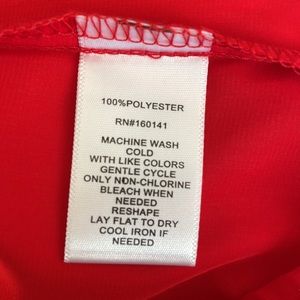 100%POLYESTER
RN#160141
MACHINE WASH
COLD
WITH LIKE COLORS
GENTLE CYCLE
ONLY NON-CHLORINE
BLEACH WHEN
NEEDED
RESHAPE
LAY FLAT TO DRY
COOL IRON IF
NEEDED